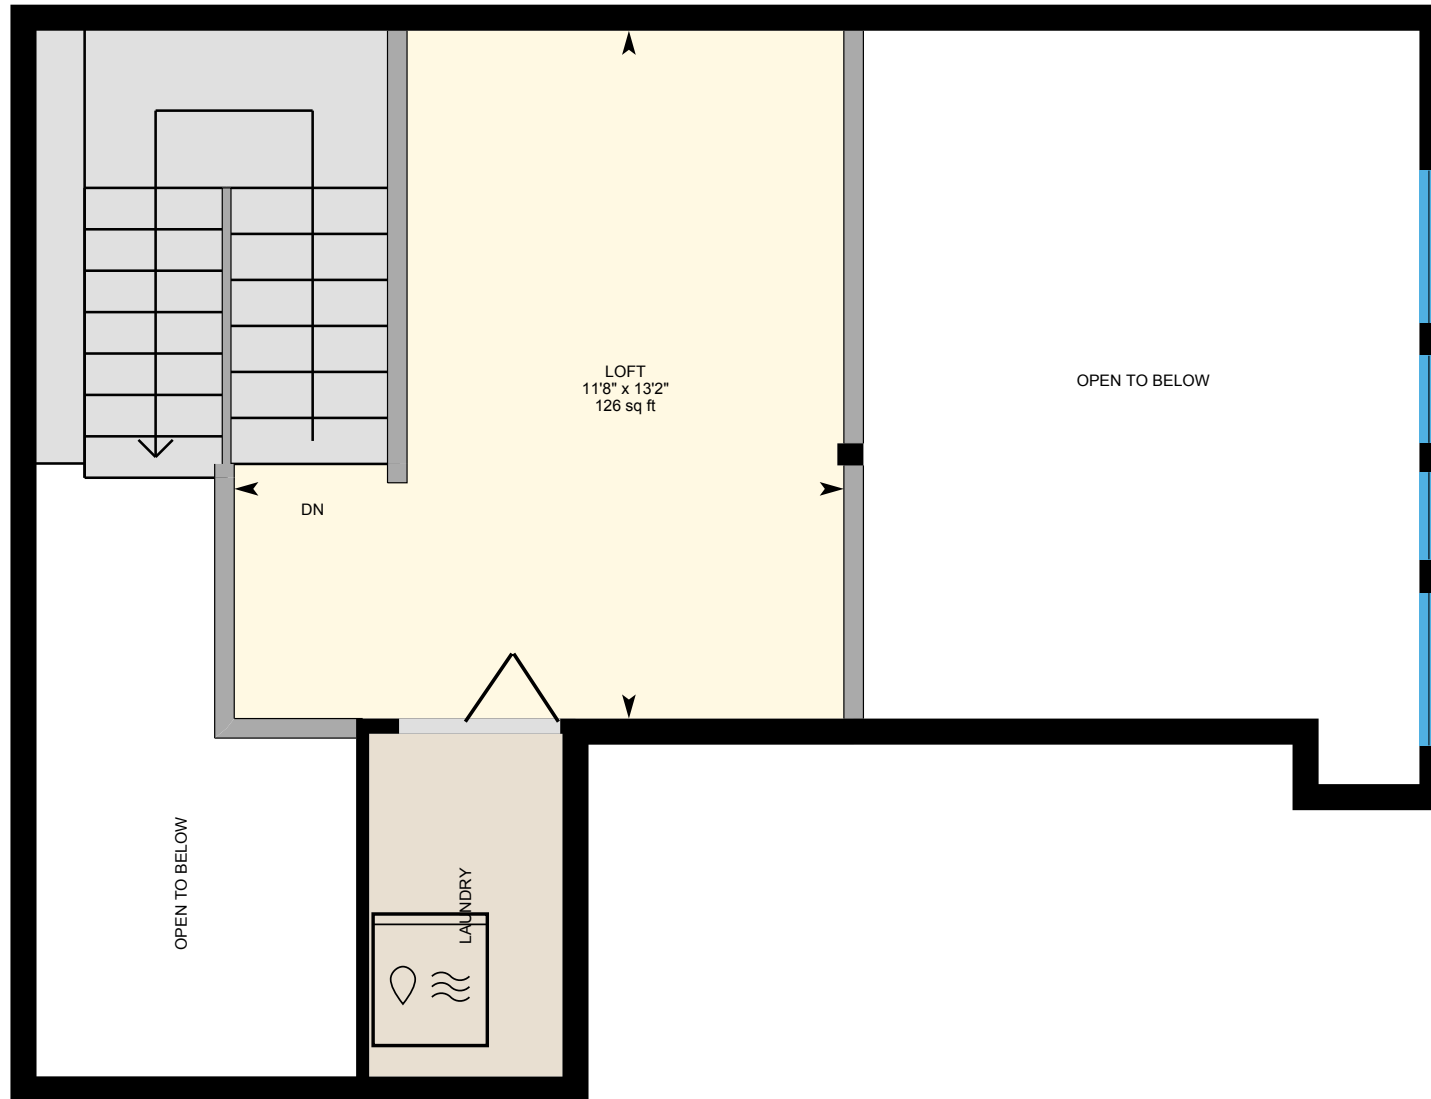 LOFT
11'8" x 13'2"
126 sq ft
OPEN TO BELOW
DN
OPEN TO BELOW
LAUNDRY